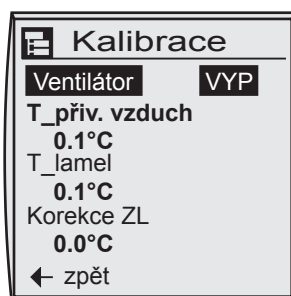 Kalibrace
Ventilátor VYP
T_přiv. vzduch
0.1°C
T_lamel
0.1°C
Korekce ZL
0.0°C
← zpět